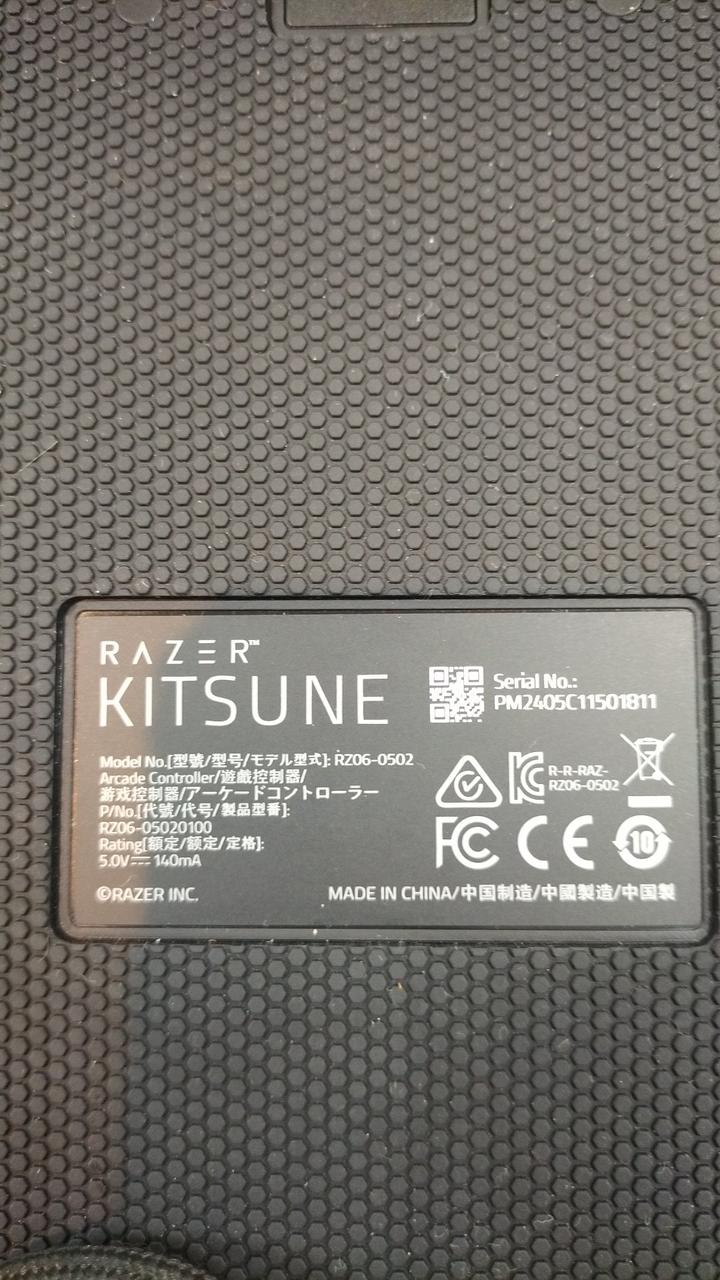 RAZER™
KITSUNE
Serial No.:
PM2405C11501811
Model No.[型號/型号/モデル型式]: RZ06-0502
Arcade Controller/遊戲控制器/
游戏控制器/アーケードコントローラー
P/No.[代號/代号/製品型番]:
RZ06-05020100
Rating[額定/额定/定格]:
5.0V⎓ 140mA
R-R-RAZ-
RZ06-0502
FC CE 10
©RAZER INC.
MADE IN CHINA/中国制造/中國製造/中国製